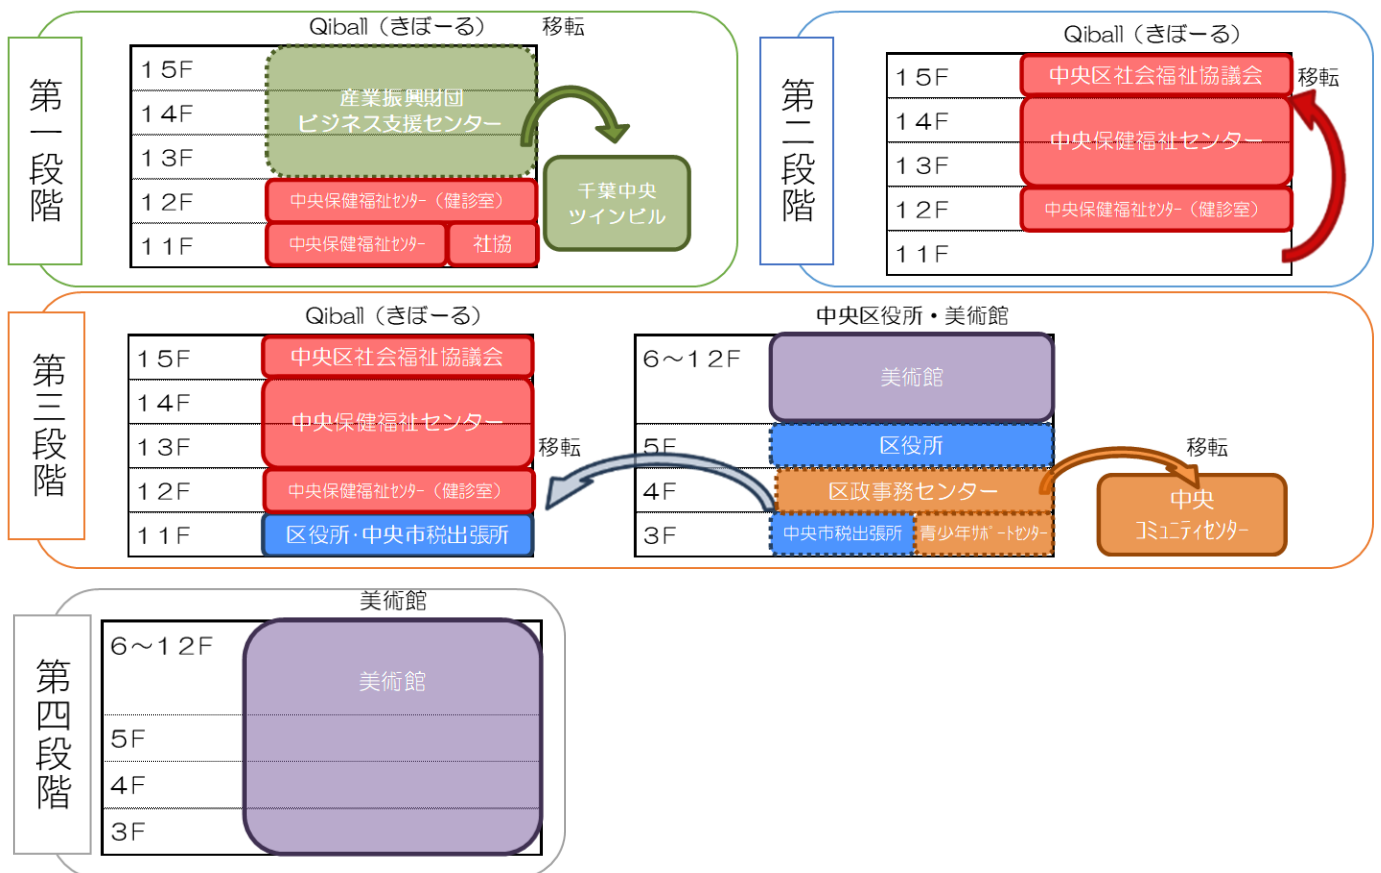 第一段階
Qiball（きぼーる）
移転
１５F
１４F
１３F
１２F
１１F
産業振興財団
ビジネス支援センター
中央保健福祉ｾﾝﾀｰ（健診室）
中央保健福祉ｾﾝﾀｰ
社協
千葉中央
ツインビル
第二段階
Qiball（きぼーる）
移転
１５F
１４F
１３F
１２F
１１F
中央区社会福祉協議会
中央保健福祉センター
中央保健福祉ｾﾝﾀｰ（健診室）
第三段階
Qiball（きぼーる）
１５F
１４F
１３F
１２F
１１F
中央区社会福祉協議会
中央保健福祉センター
中央保健福祉ｾﾝﾀｰ（健診室）
区役所・中央市税出張所
移転
中央区役所・美術館
６～１２F
５F
４F
３F
美術館
区役所
区政事務センター
中央市税出張所
青少年ｻﾎﾟｰﾄｾﾝﾀｰ
移転
中央
ｺﾐｭﾆﾃｨｾﾝﾀｰ
第四段階
美術館
６～１２F
５F
４F
３F
美術館